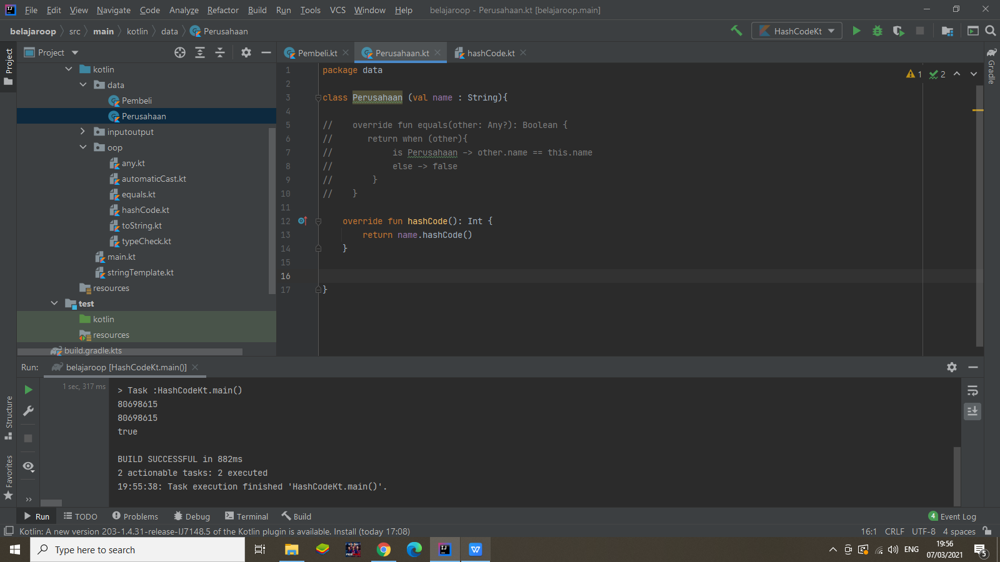 File Edit View Navigate Code Analyze Refactor Build Run Tools VCS Window Help belajaroop - Perusahaan.kt [belajaroop.main]
belajaroop src main kotlin data Perusahaan HashCodeKt
Project
Project
Pembeli.kt Perusahaan.kt hashCode.kt
Gradle
kotlin
data
Pembeli
Perusahaan
inputoutput
oop
any.kt
automaticCast.kt
equals.kt
hashCode.kt
toString.kt
typeCheck.kt
main.kt
stringTemplate.kt
resources
test
kotlin
resources
build.gradle.kts
1 package data
2
3 class Perusahaan (val name : String){
4
5 // override fun equals(other: Any?): Boolean {
6 // return when (other){
7 // is Perusahaan -> other.name == this.name
8 // else -> false
9 // }
10 // }
11
12 override fun hashCode(): Int {
13 return name.hashCode()
14 }
15
16
17 }
1 2
Run: belajaroop [HashCodeKt.main()]
1 sec, 317 ms
> Task :HashCodeKt.main()
80698615
80698615
true
BUILD SUCCESSFUL in 882ms
2 actionable tasks: 2 executed
19:55:38: Task execution finished 'HashCodeKt.main()'.
Structure
Favorites
Run TODO Problems Debug Terminal Build 4 Event Log
Kotlin: A new version 203-1.4.31-release-IJ7148.5 of the Kotlin plugin is available. Install (today 17:08) 16:1 CRLF UTF-8 4 spaces
Type here to search
ENG
19:56
07/03/2021
5